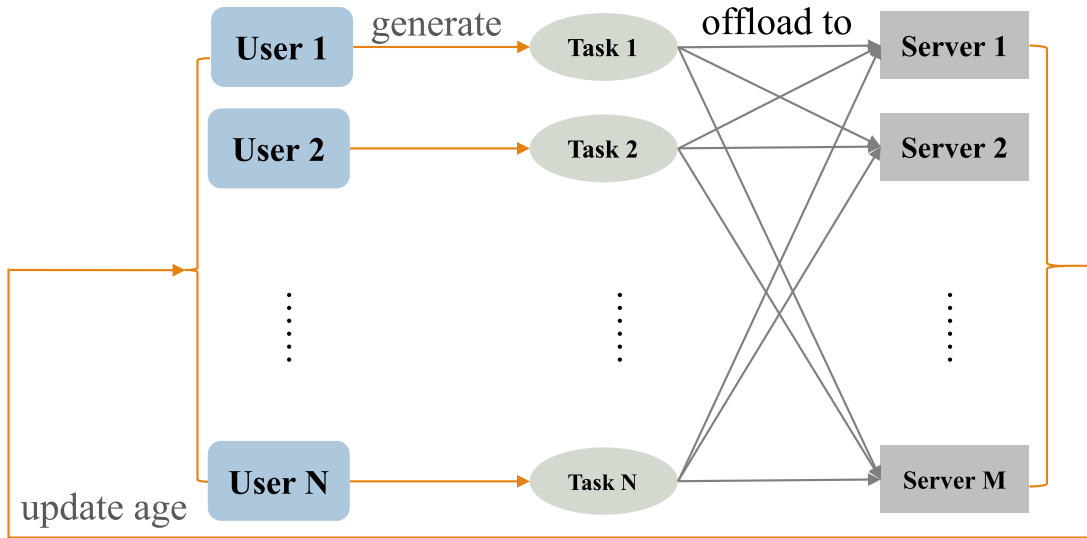 generate
offload to
User 1
Task 1
Server 1
User 2
Task 2
Server 2
User N
Task N
Server M
update age